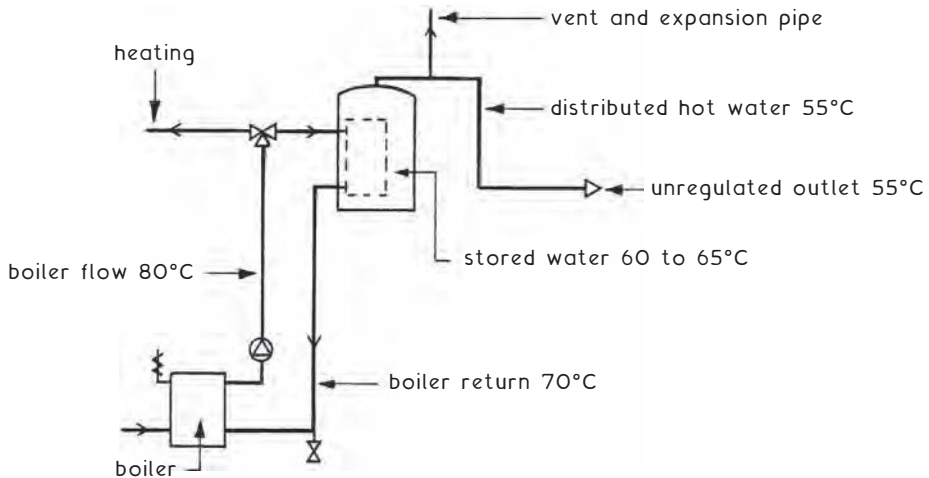 vent and expansion pipe
heating
distributed hot water 55°C
unregulated outlet 55°C
stored water 60 to 65°C
boiler flow 80°C
boiler return 70°C
boiler